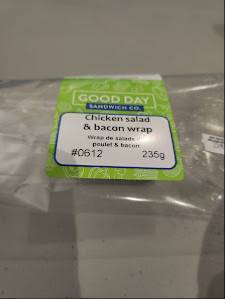 GOOD DAY
SANDWICH CO.
Chicken salad
& bacon wrap
Wrap de salade
poulet & bacon
#0612 235g